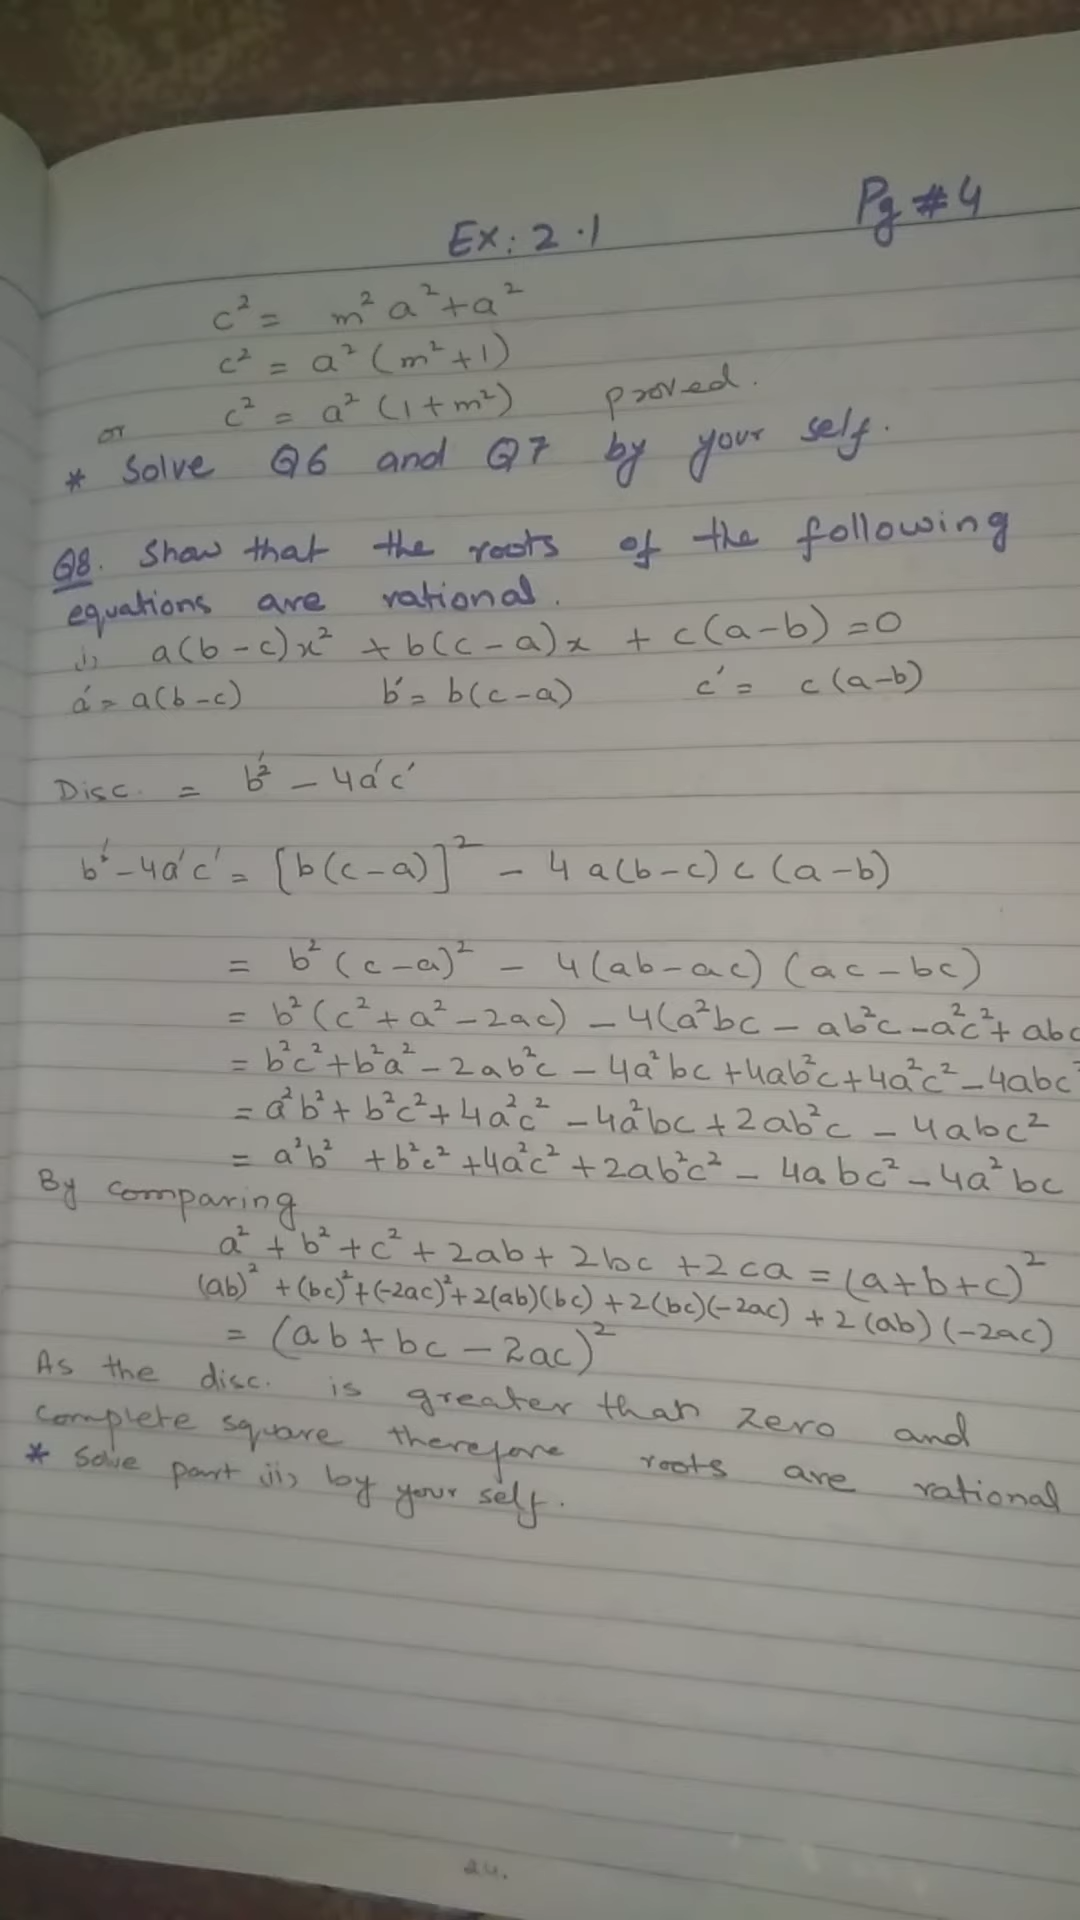 Pg # 4
Ex: 2.1
c² = m² a² + a²
c² = a² (m² + 1)
or c² = a² (1 + m²) proved.
* Solve Q6 and Q7 by your self.
Q8. Show that the roots of the following
equations are rational.
i) a(b-c)x² + b(c-a)x + c(a-b) = 0
a' = a(b-c) b' = b(c-a) c' = c(a-b)
Disc. = b'² - 4a'c'
b'² - 4a'c' = [b(c-a)]² - 4 a(b-c) c (a-b)
= b² (c-a)² - 4(ab-ac) (ac-bc)
= b² (c² + a² - 2ac) - 4(a²bc - ab²c - a²c² + abc
= b²c² + b²a² - 2ab²c - 4a²bc + 4ab²c + 4a²c² - 4abc²
= a²b² + b²c² + 4a²c² - 4a²bc + 2ab²c - 4abc²
= a²b² + b²c² + 4a²c² + 2ab²c² - 4abc² - 4a²bc
By comparing
a² + b² + c² + 2ab + 2bc + 2ca = (a+b+c)²
(ab)² + (bc)² + (-2ac)² + 2(ab)(bc) + 2(bc)(-2ac) + 2(ab)(-2ac)
= (ab + bc - 2ac)²
As the disc. is greater than zero and
complete square therefore roots are rational
* Solve part ii) by your self.